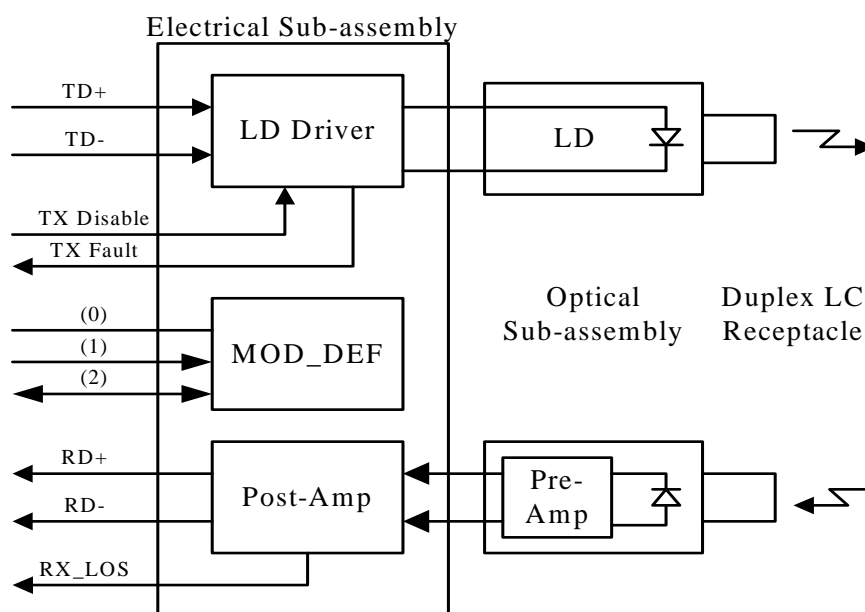 Electrical Sub-assembly
TD+
TD-
LD Driver
LD
TX Disable
TX Fault
Optical
Sub-assembly
Duplex LC
Receptacle
(0)
(1)
(2)
MOD_DEF
RD+
RD-
Post-Amp
Pre-
Amp
RX_LOS